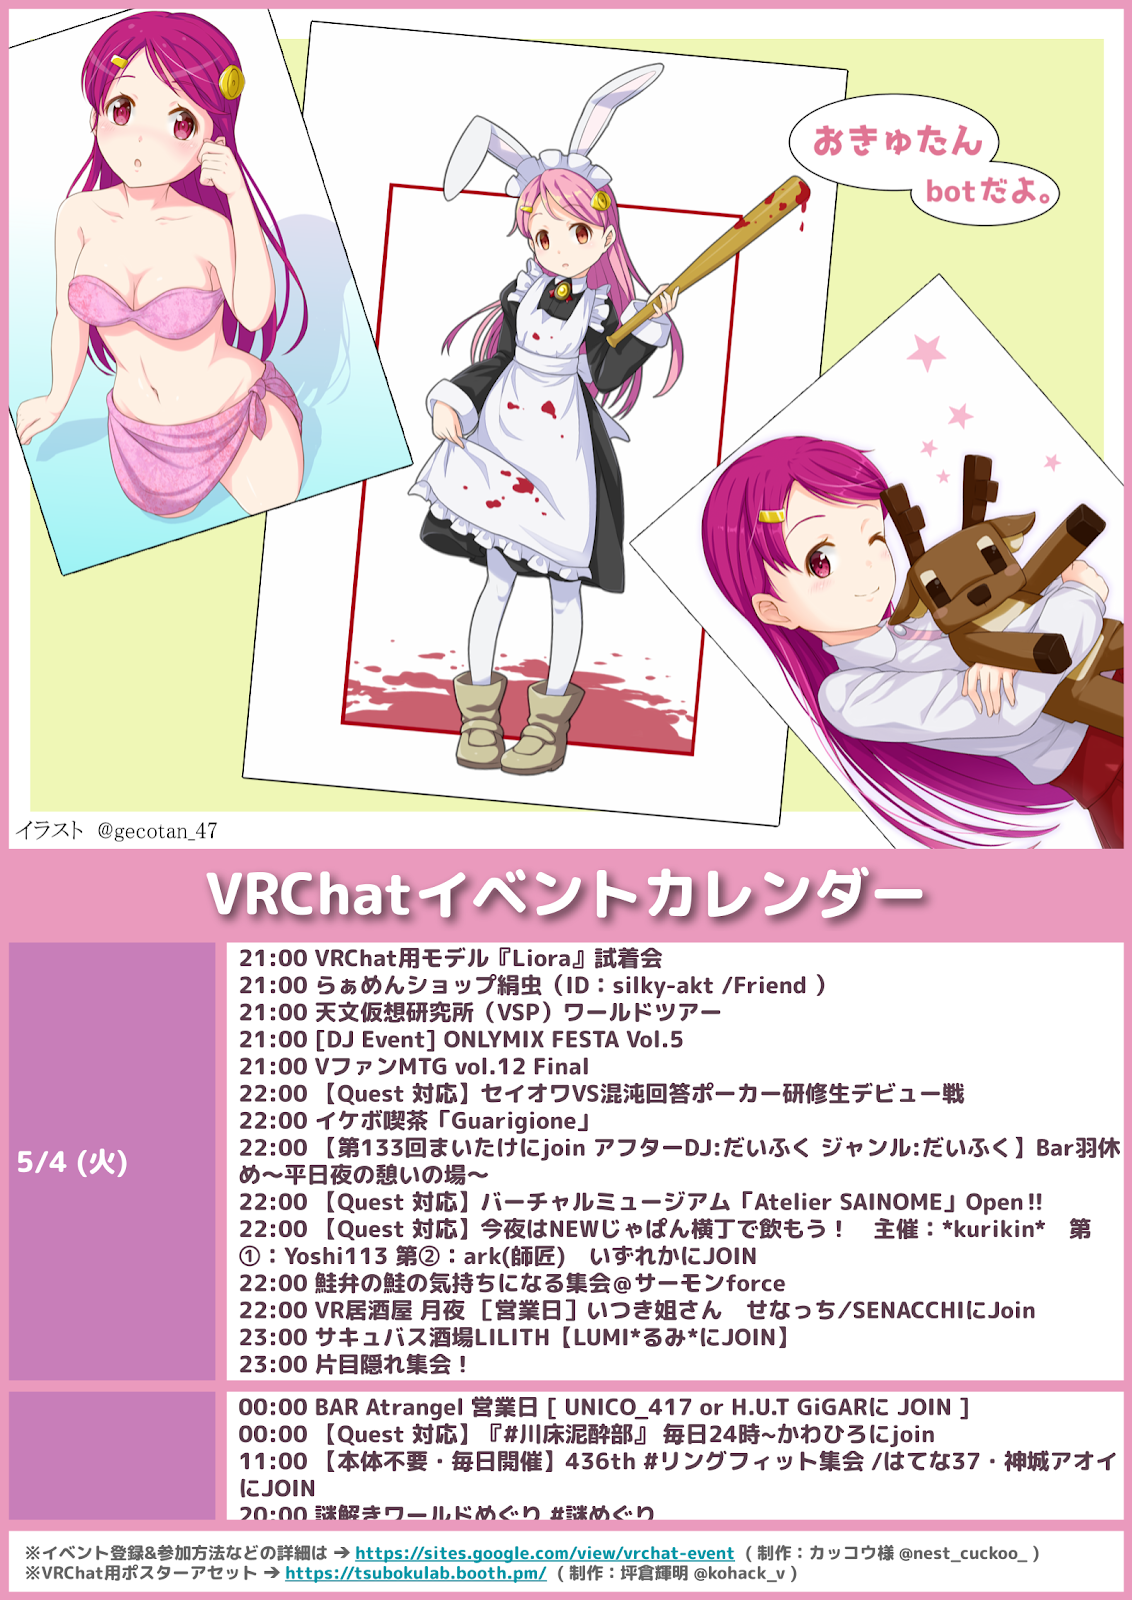 おきゅたん
botだよ。
イラスト @gecotan_47
VRChatイベントカレンダー
5/4 (火)
21:00 VRChat用モデル『Liora』試着会
21:00 らぁめんショップ絹虫（ID：silky-akt /Friend ）
21:00 天文仮想研究所（VSP）ワールドツアー
21:00 [DJ Event] ONLYMIX FESTA Vol.5
21:00 VファンMTG vol.12 Final
22:00 【Quest 対応】セイオワVS混沌回答ポーカー研修生デビュー戦
22:00 イケボ喫茶「Guarigione」
22:00 【第133回まいたけにjoin アフターDJ:だいふく ジャンル:だいふく】Bar羽休
め〜平日夜の憩いの場〜
22:00 【Quest 対応】バーチャルミュージアム「Atelier SAINOME」Open!!
22:00 【Quest 対応】今夜はNEWじゃぱん横丁で飲もう！　主催：*kurikin*　第
①：Yoshi113 第②：ark(師匠)　いずれかにJOIN
22:00 鮭弁の鮭の気持ちになる集会＠サーモンforce
22:00 VR居酒屋 月夜［営業日］いつき姐さん　せなっち/SENACCHIにJoin
23:00 サキュバス酒場LILITH【LUMI*るみ*にJOIN】
23:00 片目隠れ集会！
00:00 BAR Atrangel 営業日 [ UNICO_417 or H.U.T GiGARに JOIN ]
00:00 【Quest 対応】『#川床泥酔部』 毎日24時~かわひろにjoin
11:00 【本体不要・毎日開催】436th #リングフィット集会 /はてな37・神城アオイ
にJOIN
20:00 謎解きワールドめぐり #謎めぐり
※イベント登録&参加方法などの詳細は ➔ https://sites.google.com/view/vrchat-event （ 制作：カッコウ様 @nest_cuckoo_ ）
※VRChat用ポスターアセット ➔ https://tsubokulab.booth.pm/ （ 制作：坪倉輝明 @kohack_v ）